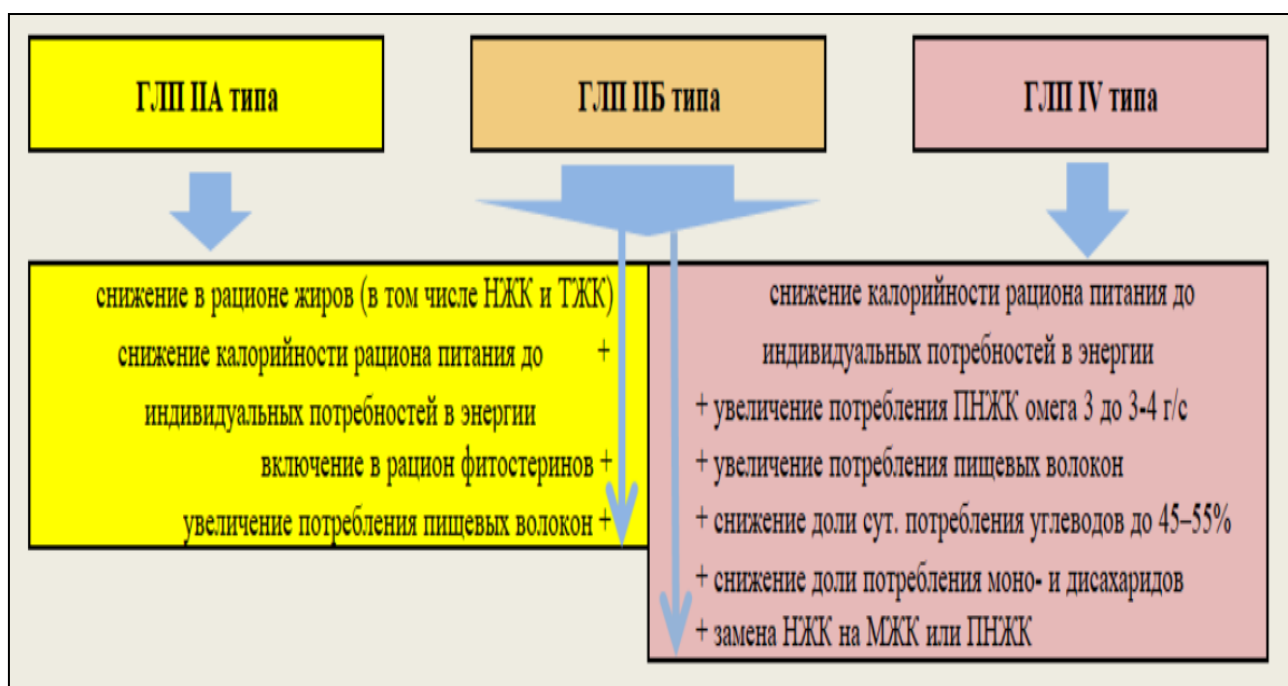 ГЛП IIА типа
ГЛП IIБ типа
ГЛП IV типа
снижение в рационе жиров (в том числе НЖК и ТЖК)
снижение калорийности рациона питания до +
индивидуальных потребностей в энергии
включение в рацион фитостеринов +
увеличение потребления пищевых волокон +
снижение калорийности рациона питания до
индивидуальных потребностей в энергии
+ увеличение потребления ПНЖК омега 3 до 3-4 г/с
+ увеличение потребления пищевых волокон
+ снижение доли сут. потребления углеводов до 45–55%
+ снижение доли потребления моно- и дисахаридов
+ замена НЖК на МЖК или ПНЖК